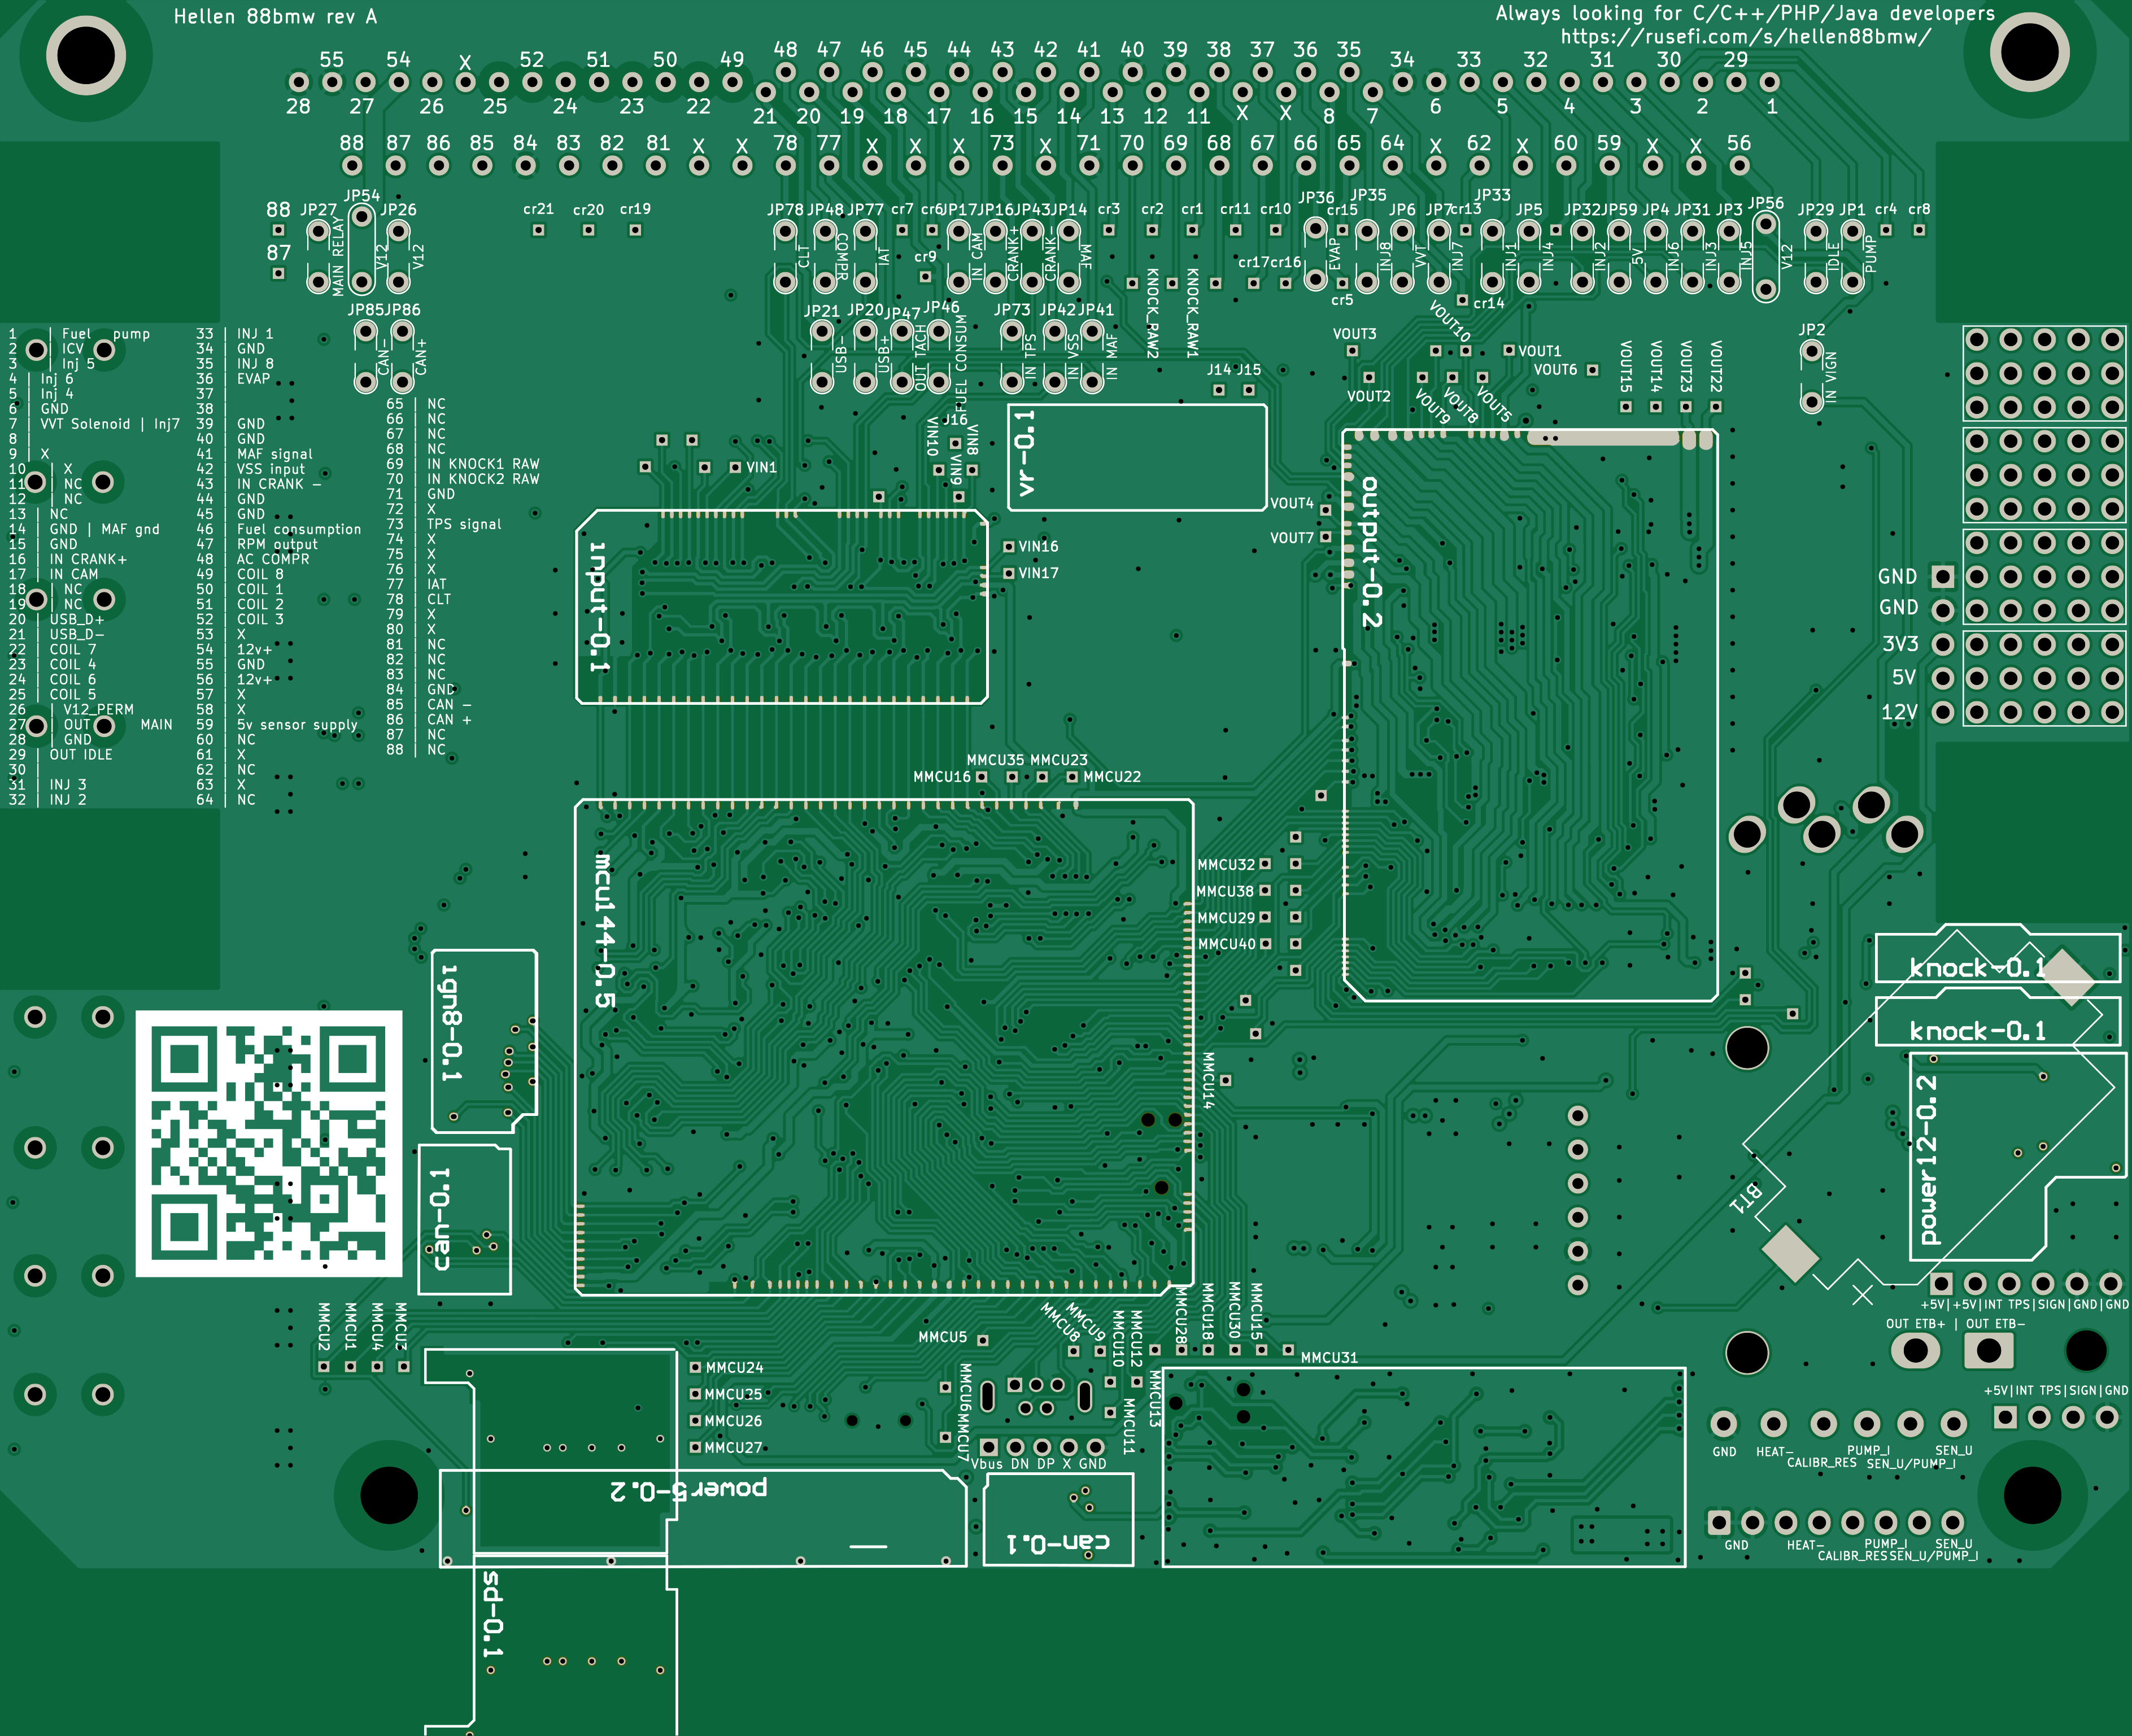 Hellen 88bmw rev A
Always looking for C/C++/PHP/Java developers
https://rusefi.com/s/hellen88bmw/
55 54 X 52 51 50 49 48 47 46 45 44 43 42 41 40 39 38 37 36 35 34 33 32 31 30 29
28 27 26 25 24 23 22 21 20 19 18 17 16 15 14 13 12 11 X X 8 7 6 5 4 3 2 1
88 87 86 85 84 83 82 81 X X 78 77 X X X 73 X 71 70 69 68 67 66 65 64 X 62 X 60 59 X X 56
88
87
JP27
MAIN RELAY
JP54
V12
JP26
V12
JP85
CAN-
JP86
CAN+
cr21
cr20
cr19
JP78
CLT
JP48
COMPR
JP77
IAT
cr7
cr6
cr9
JP17
IN CAM
JP16
CRANK+
JP43
CRANK-
JP14
MAF
cr3
cr2
cr1
cr11
cr10
cr17
cr16
KNOCK_RAW2
KNOCK_RAW1
JP36
EVAP
cr15
cr5
JP35
INJ8
JP6
VVT
JP7
INJ7
cr13
cr14
JP33
INJ1
JP5
INJ4
JP32
INJ2
JP59
5V
JP4
INJ6
JP31
INJ3
JP3
INJ5
JP56
V12
JP29
IDLE
JP1
PUMP
cr4
cr8
JP21
USB-
JP20
USB+
JP47
OUT TACH
JP46
FUEL CONSUM
JP73
IN TPS
JP42
IN VSS
JP41
IN MAF
JP2
IN VIGN
J14
J15
J16
VOUT3
VOUT2
VOUT10
VOUT9
VOUT8
VOUT5
VOUT1
VOUT6
VOUT15
VOUT14
VOUT23
VOUT22
VOUT4
VOUT7
VIN10
VIN9
VIN8
VIN1
VIN16
VIN17
1 | Fuel pump
2 | ICV
3 | Inj 5
4 | Inj 6
5 | Inj 4
6 | GND
7 | VVT Solenoid | Inj7
8 |
9 | X
10 | X
11 | NC
12 | NC
13 | NC
14 | GND | MAF gnd
15 | GND
16 | IN CRANK+
17 | IN CAM
18 | NC
19 | NC
20 | USB_D+
21 | USB_D-
22 | COIL 7
23 | COIL 4
24 | COIL 6
25 | COIL 5
26 | V12_PERM
27 | OUT MAIN
28 | GND
29 | OUT IDLE
30 |
31 | INJ 3
32 | INJ 2
33 | INJ 1
34 | GND
35 | INJ 8
36 | EVAP
37 |
38 |
39 | GND
40 | GND
41 | MAF signal
42 | VSS input
43 | IN CRANK -
44 | GND
45 | GND
46 | Fuel consumption
47 | RPM output
48 | AC COMPR
49 | COIL 8
50 | COIL 1
51 | COIL 2
52 | COIL 3
53 | X
54 | 12v+
55 | GND
56 | 12v+
57 | X
58 | X
59 | 5v sensor supply
60 | NC
61 | X
62 | NC
63 | X
64 | NC
65 | NC
66 | NC
67 | NC
68 | NC
69 | IN KNOCK1 RAW
70 | IN KNOCK2 RAW
71 | GND
72 | X
73 | TPS signal
74 | X
75 | X
76 | X
77 | IAT
78 | CLT
79 | X
80 | X
81 | NC
82 | NC
83 | NC
84 | GND
85 | CAN -
86 | CAN +
87 | NC
88 | NC
vr-0.1
input-0.1
output-0.2
GND
GND
3V3
5V
12V
MMCU16
MMCU35
MMCU23
MMCU22
mcu144-0.5
MMCU32
MMCU38
MMCU29
MMCU40
MMCU14
ign8-0.1
can-0.1
knock-0.1
knock-0.1
power12-0.2
BT1
+5V|+5V|INT TPS|SIGN|GND|GND
OUT ETB+ | OUT ETB-
+5V|INT TPS|SIGN|GND
MMCU2
MMCU1
MMCU4
MMCU3
MMCU5
MMCU8
MMCU9
MMCU10
MMCU12
MMCU28
MMCU18
MMCU30
MMCU15
MMCU31
MMCU24
MMCU25
MMCU26
MMCU27
MMCU6
MMCU7
MMCU11
MMCU13
Vbus DN DP X GND
power5-0.2
can-0.1
sd-0.1
GND
HEAT-
CALIBR_RES
PUMP_I
SEN_U/PUMP_I
SEN_U
GND
HEAT-
CALIBR_RES
PUMP_I
SEN_U/PUMP_I
SEN_U